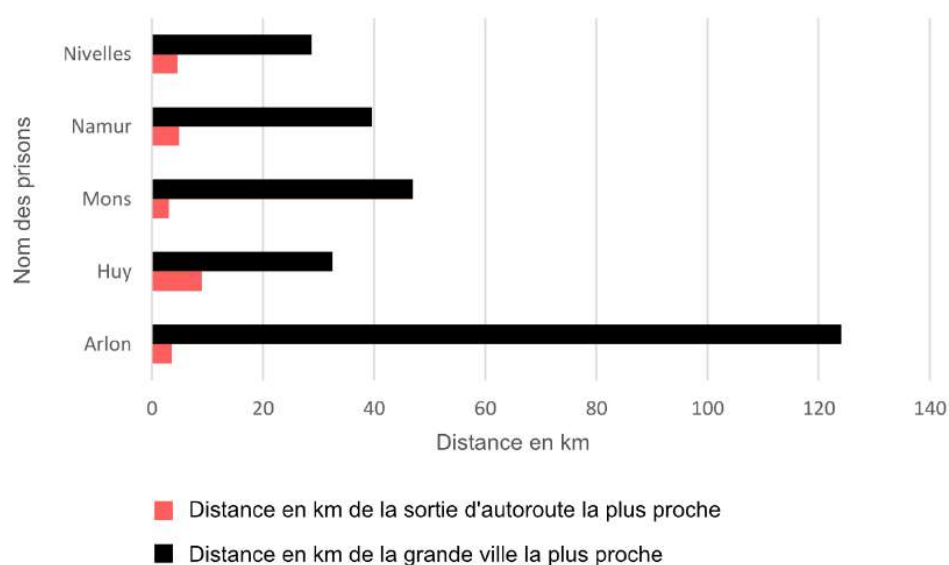 Nom des prisons
Nivelles
Namur
Mons
Huy
Arlon
0 20 40 60 80 100 120 140
Distance en km
Distance en km de la sortie d'autoroute la plus proche
Distance en km de la grande ville la plus proche